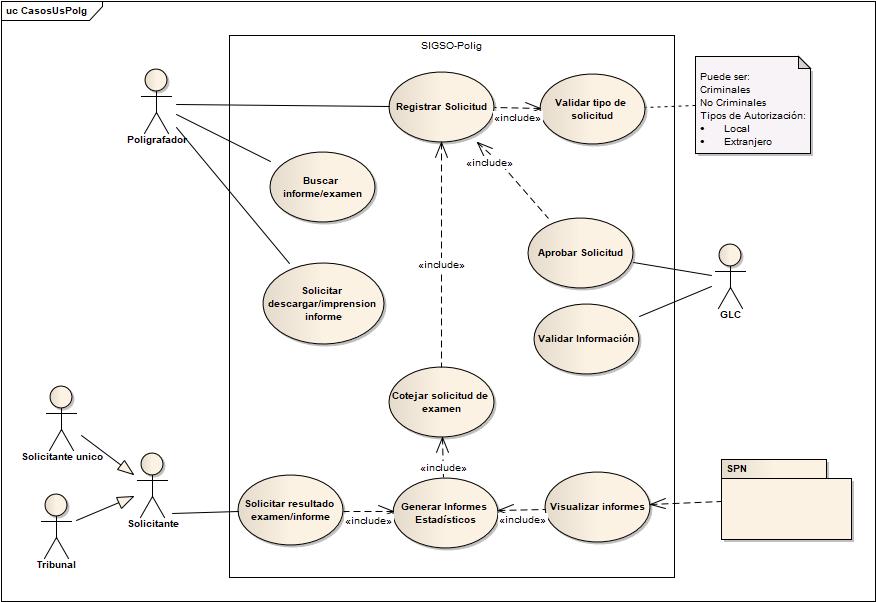 uc CasosUsPolg
SIGSO-Polig
Registrar Solicitud
«include»
Validar tipo de
solicitud
Puede ser:
Criminales
No Criminales
Tipos de Autorización:
• Local
• Extranjero
Poligrafador
«include»
Buscar
informe/examen
Aprobar Solicitud
«include»
Solicitar
descargar/imprension
informe
GLC
Validar Información
Cotejar solicitud de
examen
Solicitante unico
«include»
SPN
Solicitar resultado
examen/informe
«include»
Generar Informes
Estadísticos
«include»
Visualizar informes
Solicitante
Tribunal